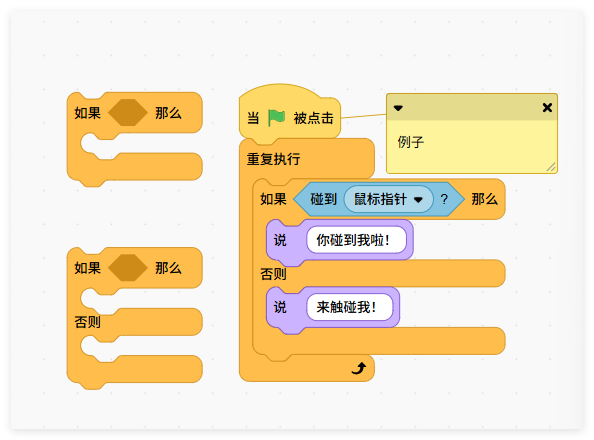 如果 那么
如果 那么
否则
当 被点击
重复执行
如果 碰到 鼠标指针 ? 那么
说 你碰到我啦！
否则
说 来触碰我！
例子